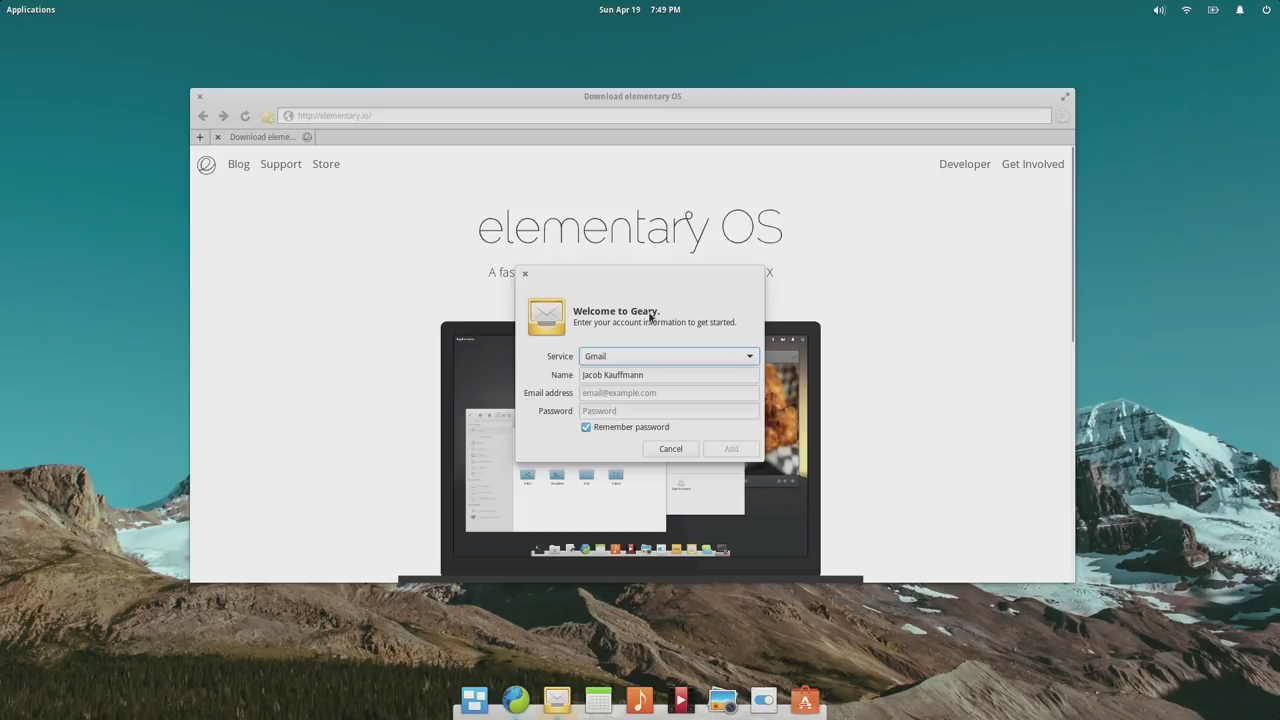 Applications
Sun Apr 19 7:49 PM
Download elementary OS
http://elementary.io/
Download eleme...
Blog Support Store
Developer Get Involved
elementary OS
A fas
X
Welcome to Geary.
Enter your account information to get started.
Service Gmail
Name Jacob Kauffmann
Email address email@example.com
Password Password
Remember password
Cancel Add